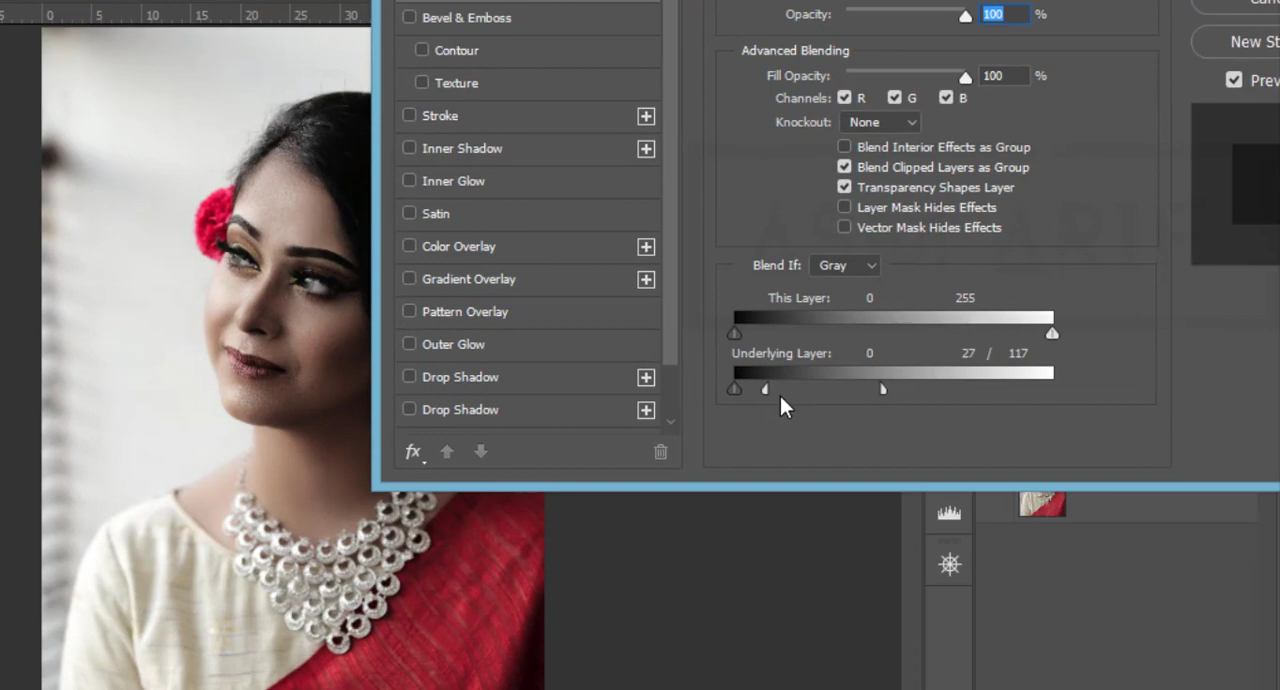 5 0 5 10 15 20 25 30
Bevel & Emboss
Contour
Texture
Stroke
Inner Shadow
Inner Glow
Satin
Color Overlay
Gradient Overlay
Pattern Overlay
Outer Glow
Drop Shadow
Drop Shadow
fx
Opacity: 100 %
Advanced Blending
Fill Opacity: 100 %
Channels: R G B
Knockout: None
Blend Interior Effects as Group
Blend Clipped Layers as Group
Transparency Shapes Layer
Layer Mask Hides Effects
Vector Mask Hides Effects
Blend If: Gray
This Layer: 0 255
Underlying Layer: 0 27 / 117
New St
Prev